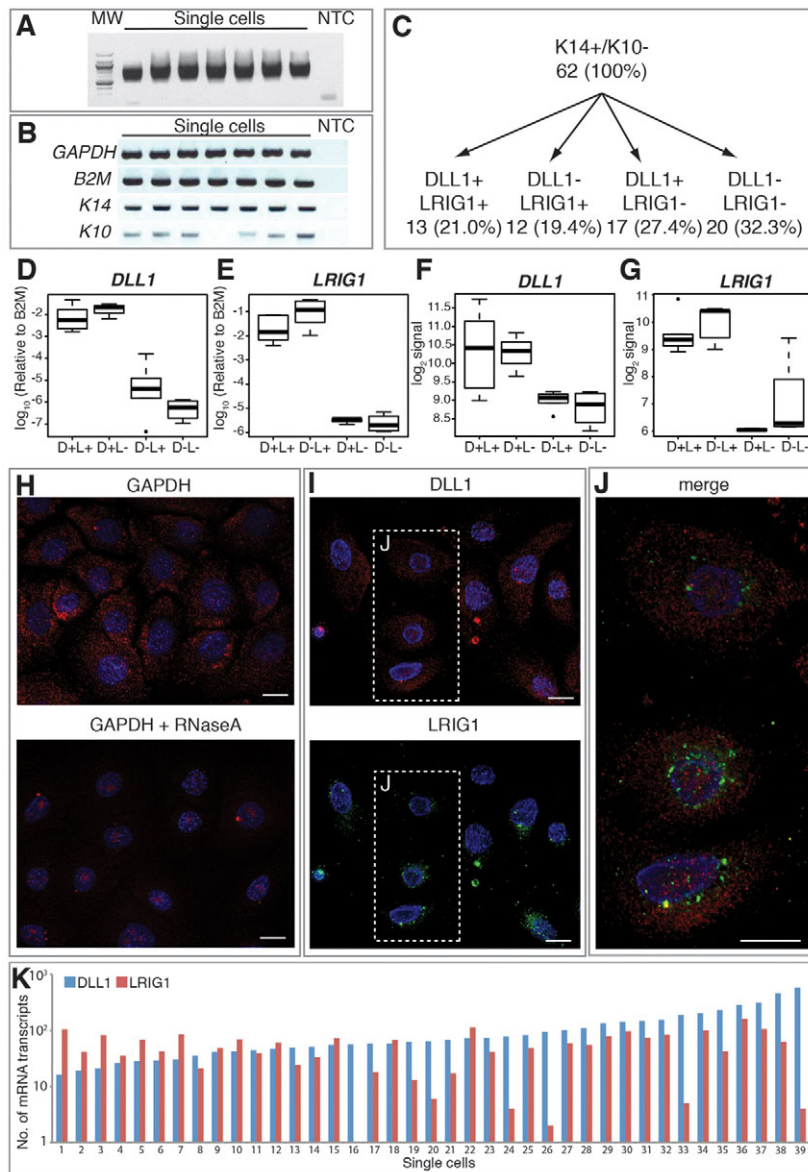 A
MW Single cells NTC
B
Single cells NTC
GAPDH
B2M
K14
K10
C
K14+/K10-
62 (100%)
DLL1+ DLL1- DLL1+ DLL1-
LRIG1+ LRIG1+ LRIG1- LRIG1-
13 (21.0%) 12 (19.4%) 17 (27.4%) 20 (32.3%)
D DLL1
log10 (Relative to B2M)
-2
-3
-4
-5
-6
-7
D+L+ D+L- D-L+ D-L-
E LRIG1
log10 (Relative to B2M)
-1
-2
-3
-4
-5
-6
D+L+ D-L+ D+L- D-L-
F DLL1
log2 signal
11.5
11.0
10.5
10.0
9.5
9.0
8.5
D+L+ D+L- D-L+ D-L-
G LRIG1
log2 signal
11
10
9
8
7
6
D+L+ D-L+ D+L- D-L-
H GAPDH
GAPDH + RNaseA
I DLL1
J
LRIG1
J
J merge
K
DLL1 LRIG1
No. of mRNA transcripts
10³
10²
10
1
1 2 3 4 5 6 7 8 9 10 11 12 13 14 15 16 17 18 19 20 21 22 23 24 25 26 27 28 29 30 31 32 33 34 35 36 37 38 39
Single cells